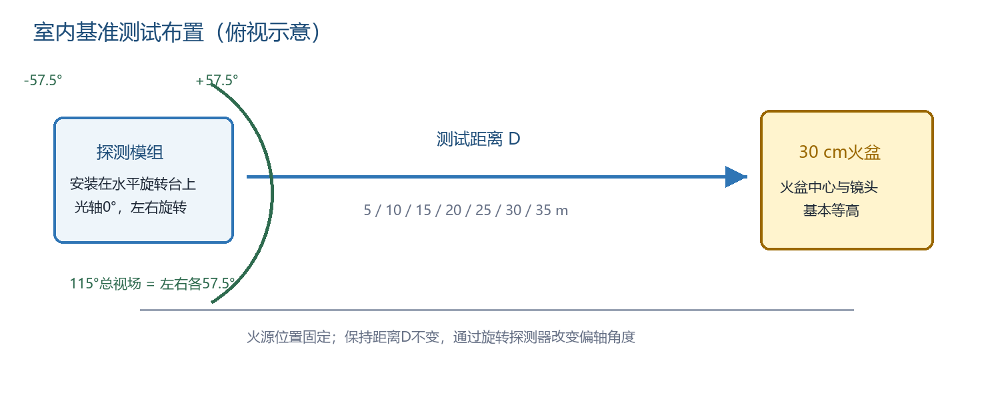 室内基准测试布置（俯视示意）
-57.5°
+57.5°
探测模组
安装在水平旋转台上
光轴0°，左右旋转
测试距离 D
5 / 10 / 15 / 20 / 25 / 30 / 35 m
30 cm火盆
火盆中心与镜头
基本等高
115°总视场 = 左右各57.5°
火源位置固定；保持距离D不变，通过旋转探测器改变偏轴角度